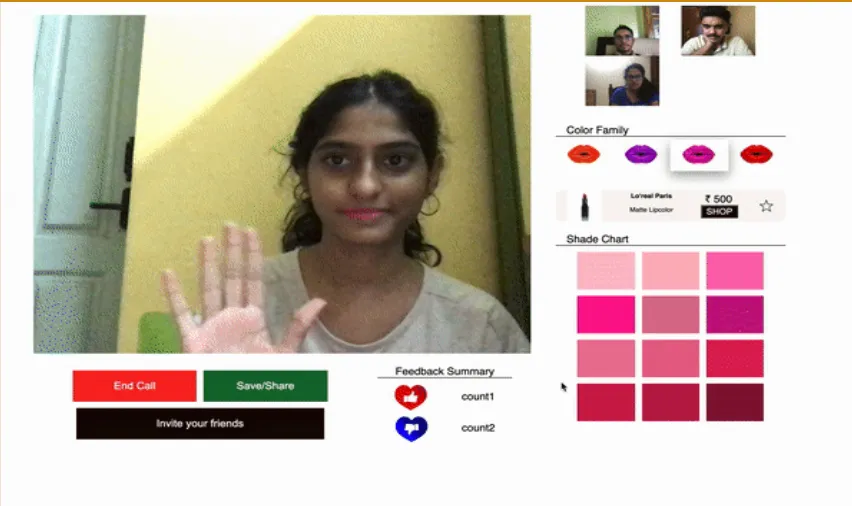 Color Family
Lo'real Paris
₹ 500
Matte Lipcolor
SHOP
Shade Chart
End Call
Save/Share
Invite your friends
Feedback Summary
count1
count2